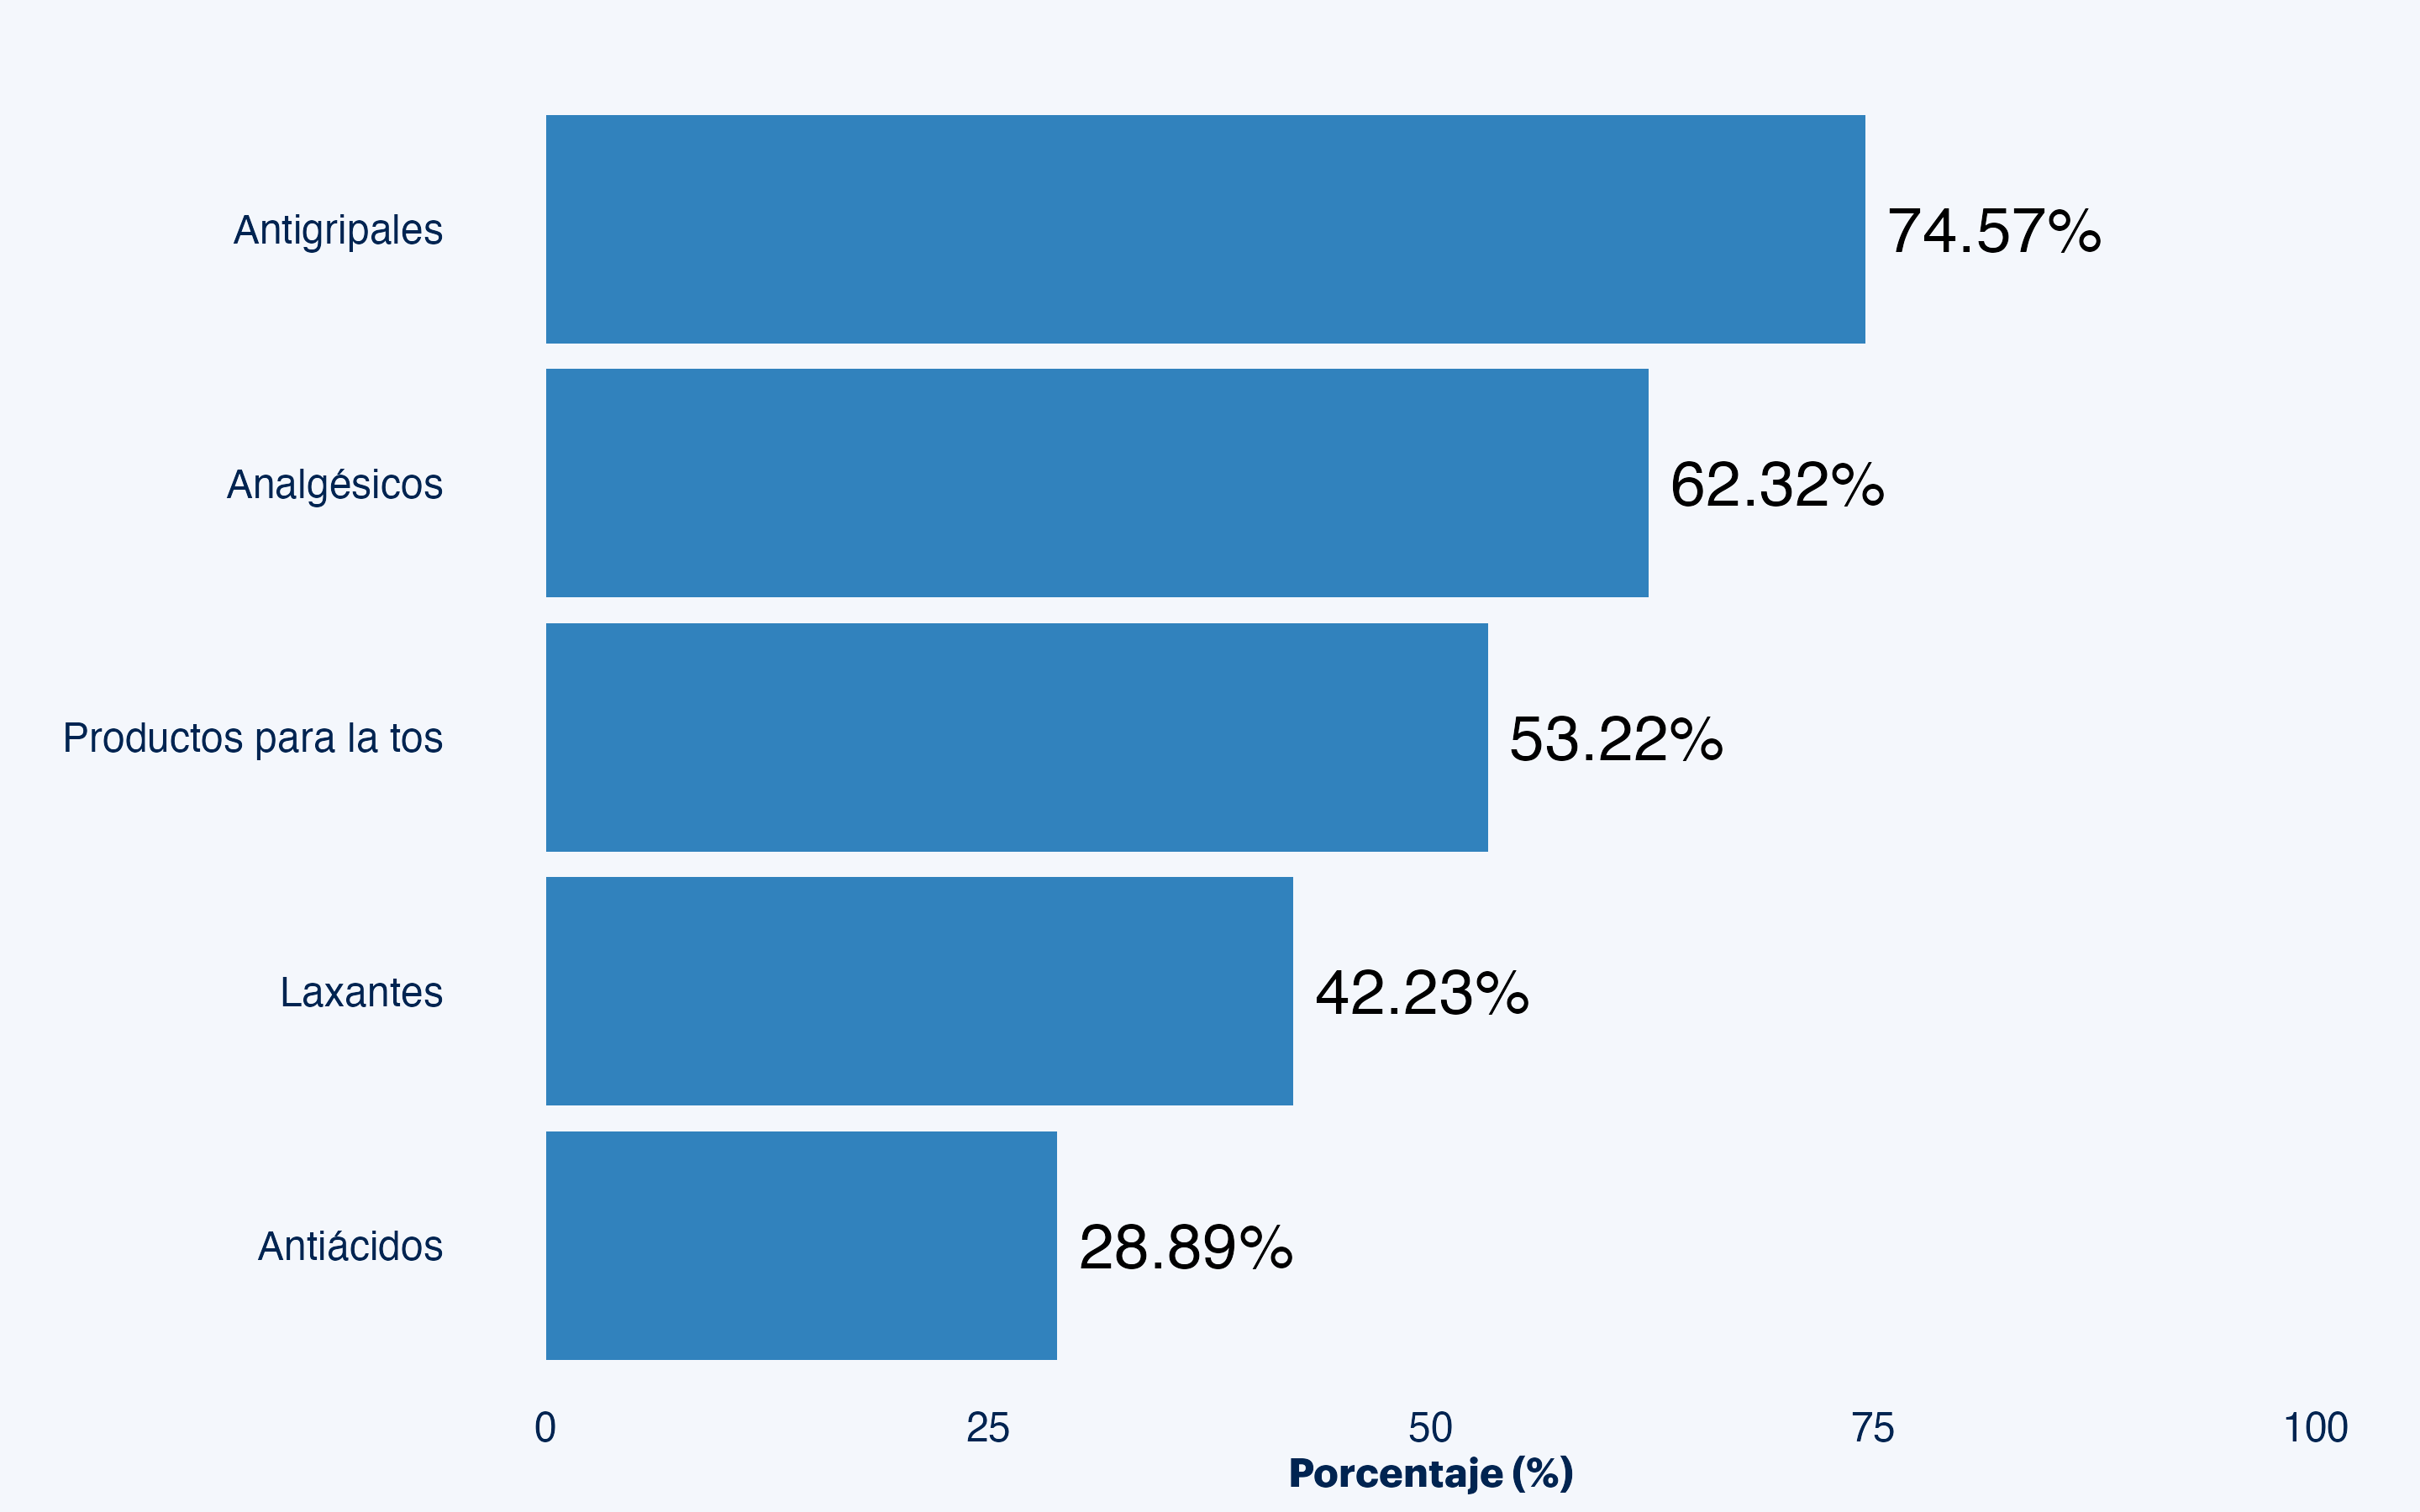 Antigripales 74.57%
Analgésicos 62.32%
Productos para la tos 53.22%
Laxantes 42.23%
Antiácidos 28.89%
0 25 50 75 100
Porcentaje (%)